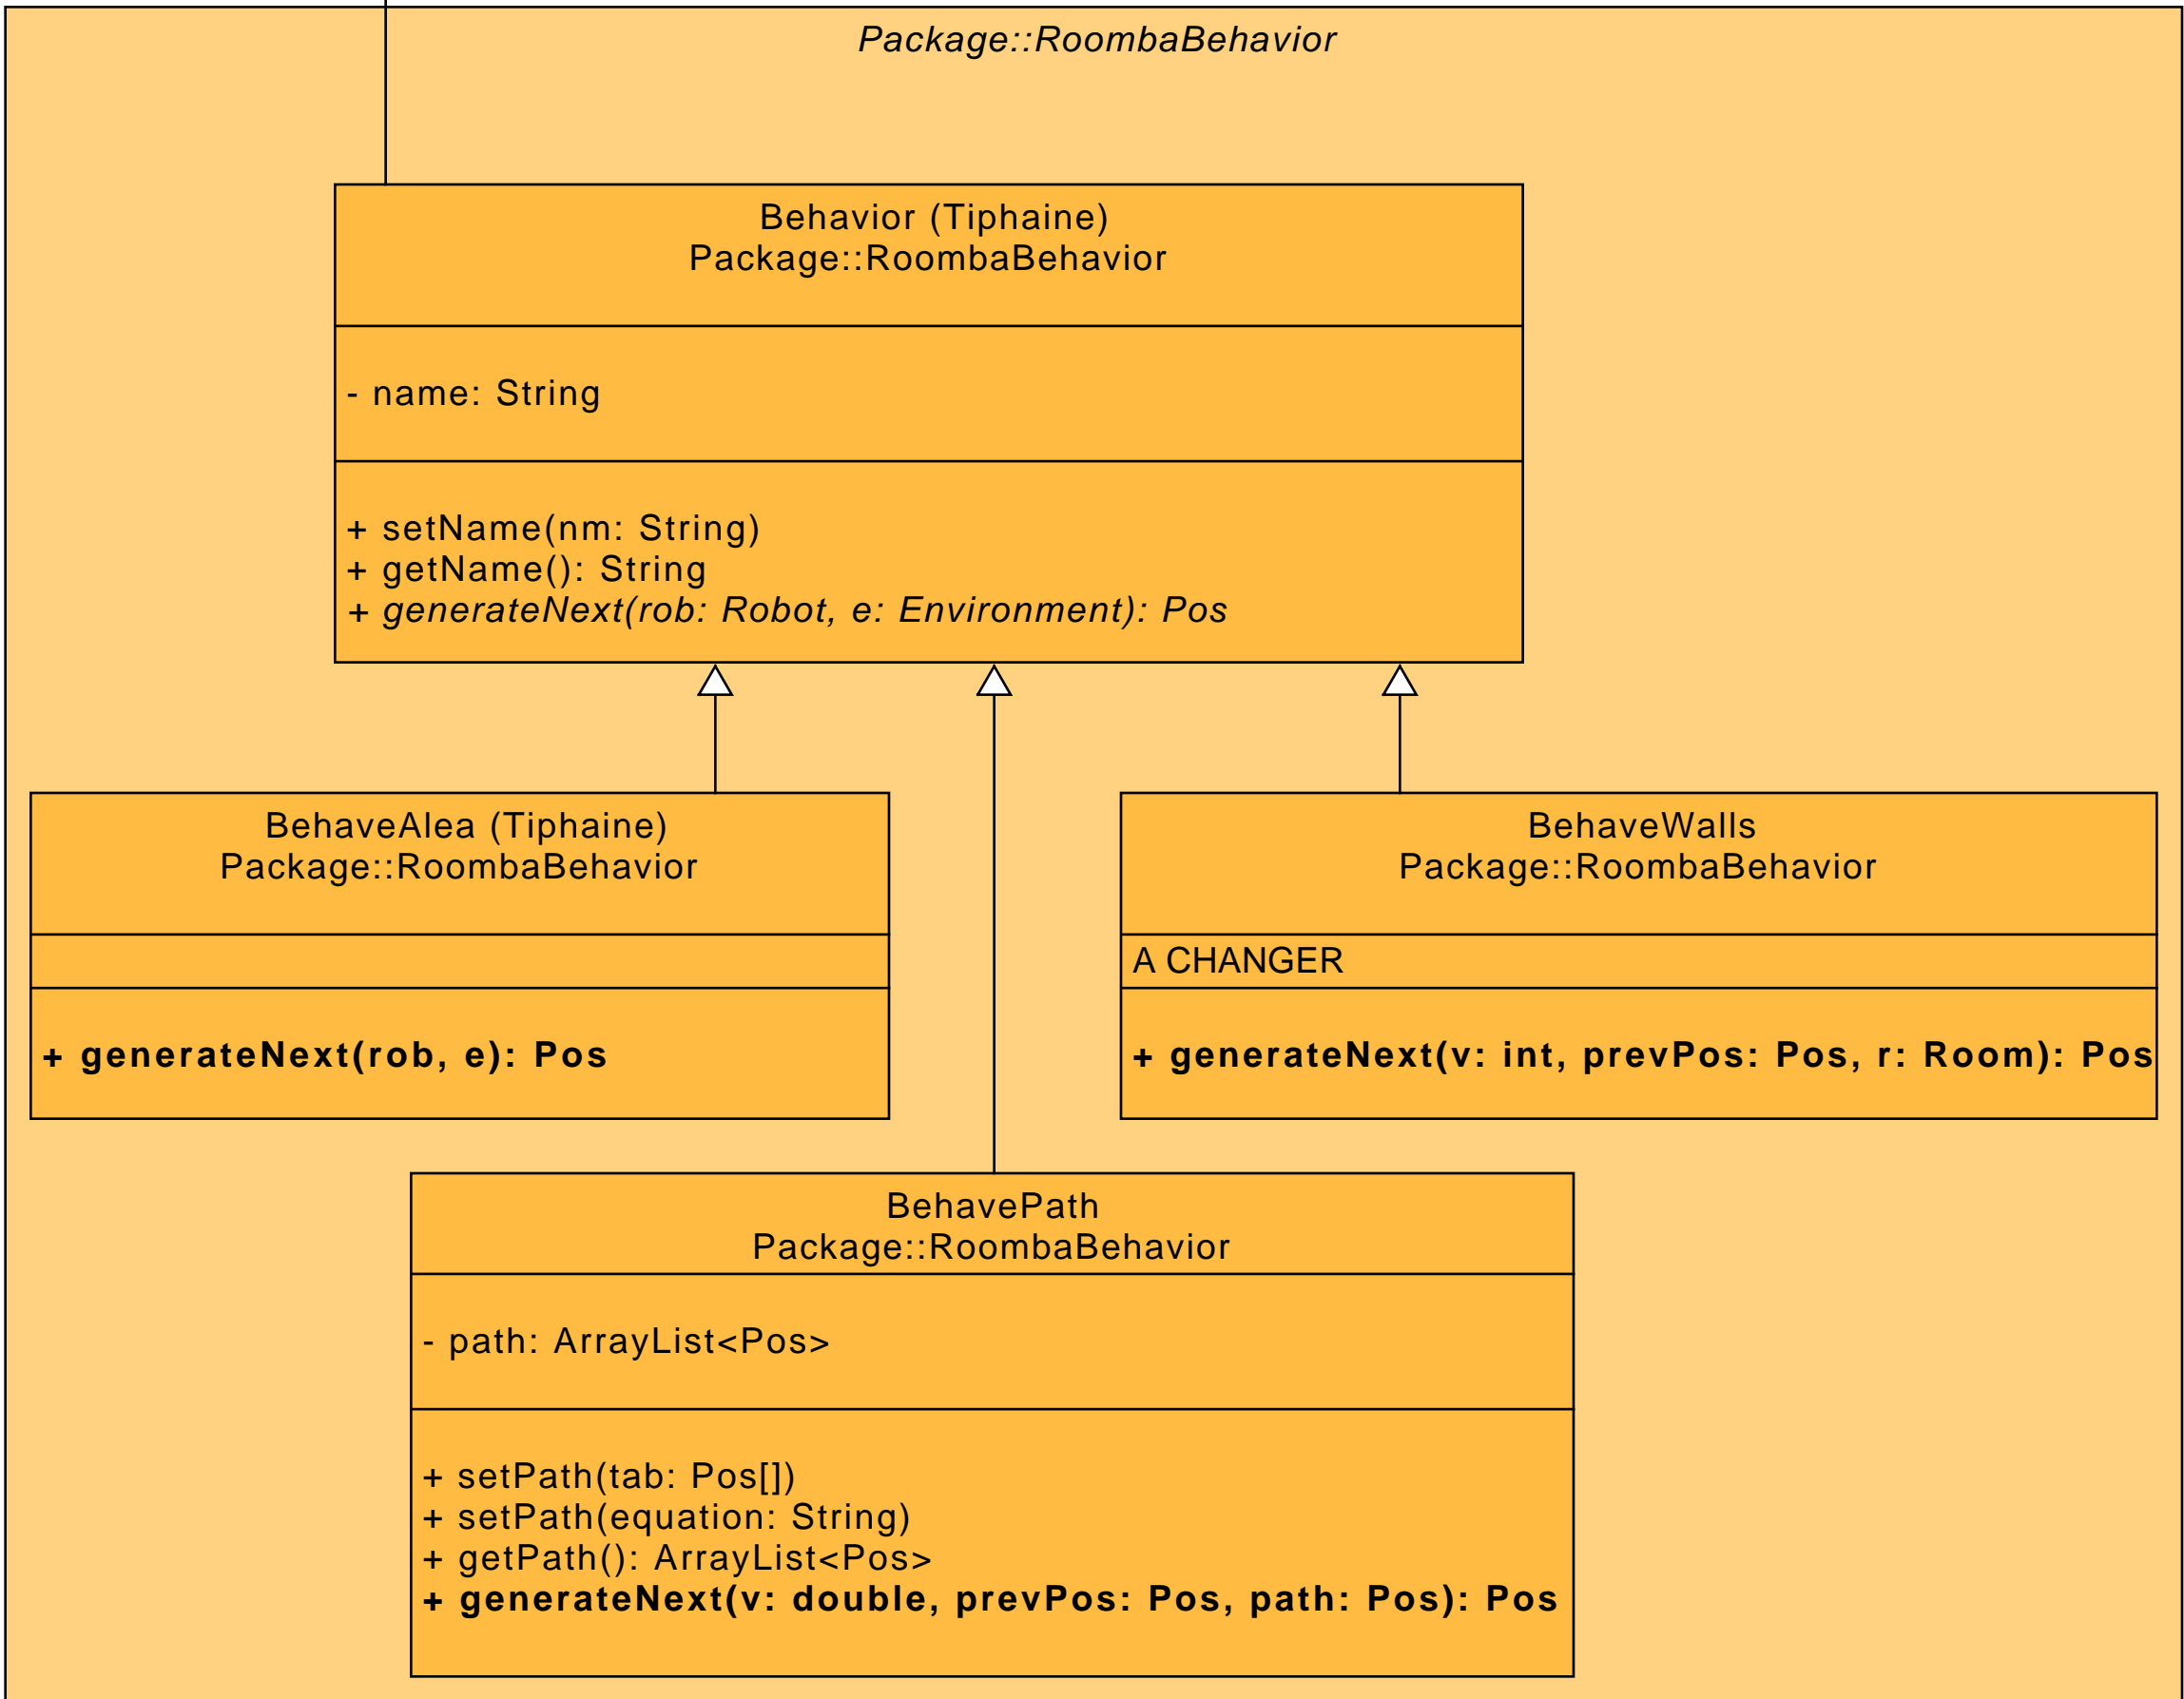 Package::RoombaBehavior
Behavior (Tiphaine)
Package::RoombaBehavior
- name: String
+ setName(nm: String)
+ getName(): String
+ generateNext(rob: Robot, e: Environment): Pos
BehaveAlea (Tiphaine)
Package::RoombaBehavior
+ generateNext(rob, e): Pos
BehaveWalls
Package::RoombaBehavior
A CHANGER
+ generateNext(v: int, prevPos: Pos, r: Room): Pos
BehavePath
Package::RoombaBehavior
- path: ArrayList<Pos>
+ setPath(tab: Pos[])
+ setPath(equation: String)
+ getPath(): ArrayList<Pos>
+ generateNext(v: double, prevPos: Pos, path: Pos): Pos